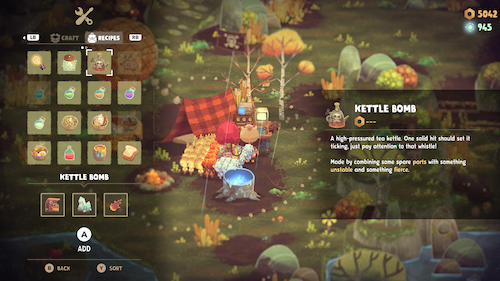 LB
CRAFT
RECIPES
RB
5042
945
KETTLE BOMB
---
A high-pressured tea kettle. One solid hit should set it
ticking, just pay attention to that whistle!
Made by combining some spare parts with something
unstable and something fierce.
KETTLE BOMB
A
ADD
B BACK
Y SORT